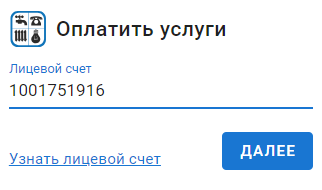 Оплатить услуги
Лицевой счет
1001751916
Узнать лицевой счет
ДАЛЕЕ